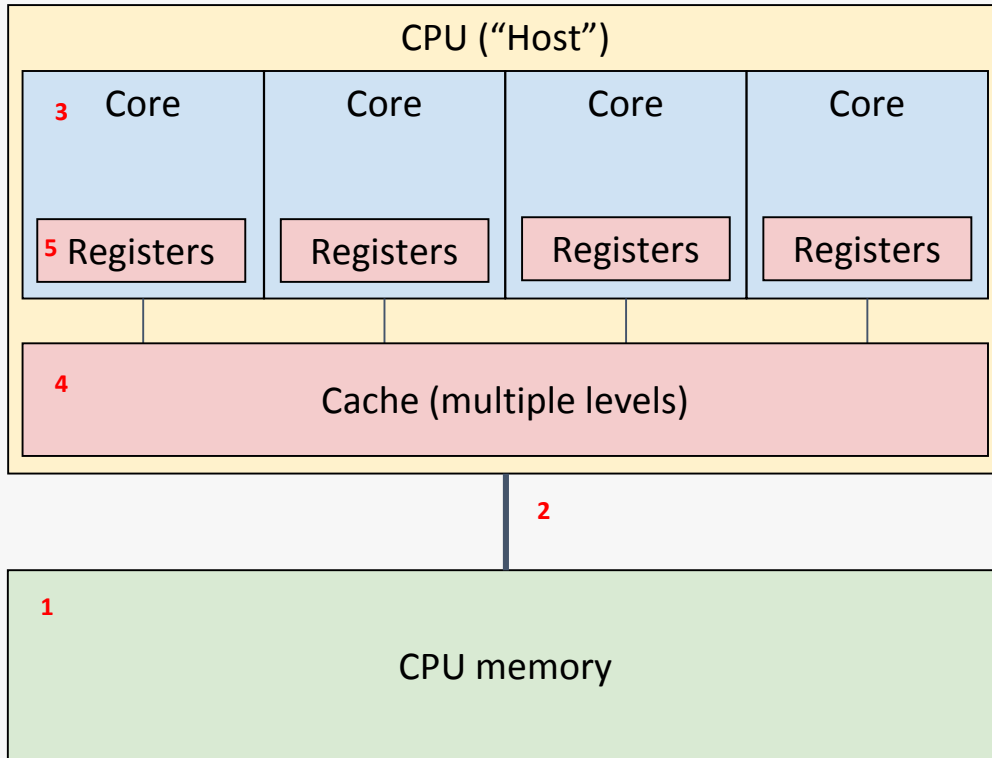 CPU (“Host”)
3 Core Core Core Core
5 Registers Registers Registers Registers
4
Cache (multiple levels)
2
1
CPU memory